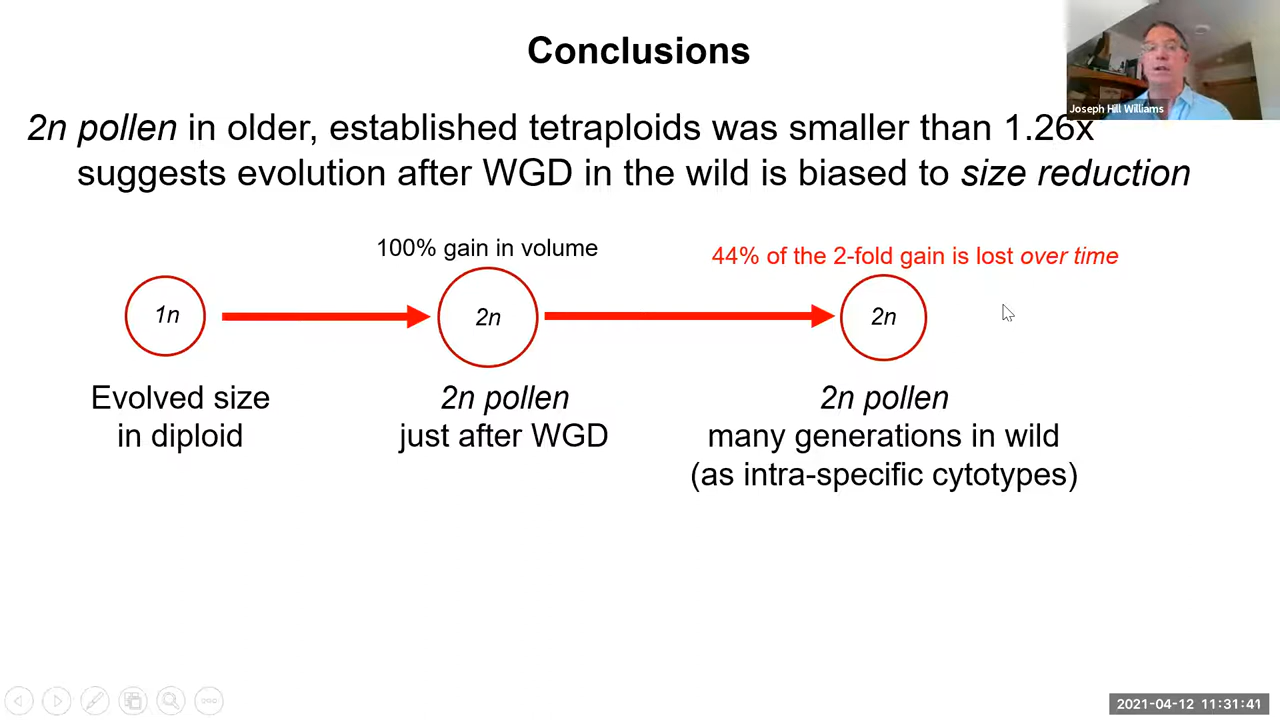 Conclusions
Joseph Hill Williams
2n pollen in older, established tetraploids was smaller than 1.26x
suggests evolution after WGD in the wild is biased to size reduction
100% gain in volume
44% of the 2-fold gain is lost over time
1n
2n
2n
Evolved size
in diploid
2n pollen
just after WGD
2n pollen
many generations in wild
(as intra-specific cytotypes)
2021-04-12 11:31:41